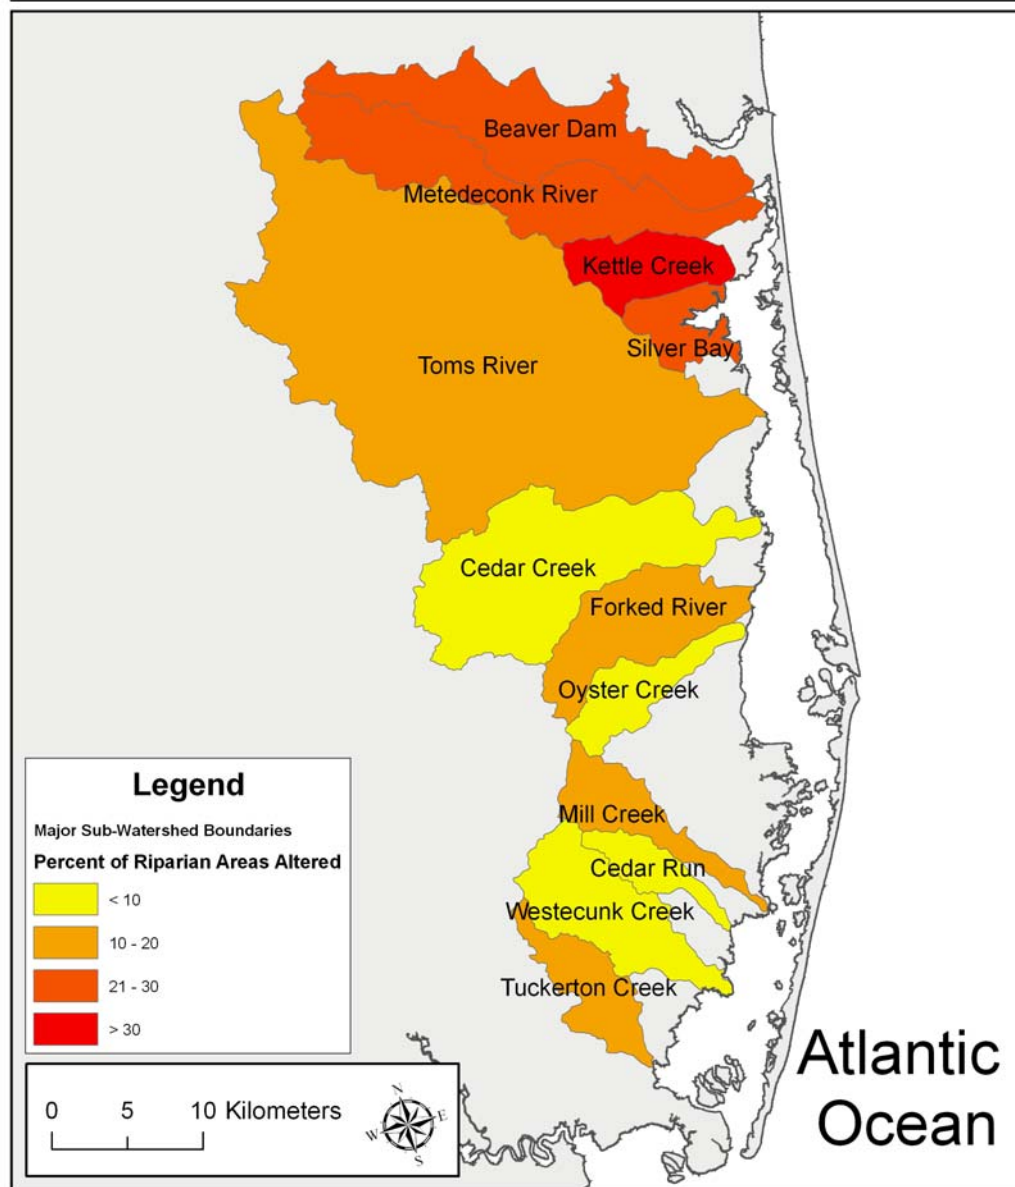 Beaver Dam
Metedeconk River
Kettle Creek
Silver Bay
Toms River
Cedar Creek
Forked River
Oyster Creek
Mill Creek
Cedar Run
Westecunk Creek
Tuckerton Creek
Legend
Major Sub-Watershed Boundaries
Percent of Riparian Areas Altered
< 10
10 - 20
21 - 30
> 30
0 5 10 Kilometers
N
W E
S
Atlantic
Ocean